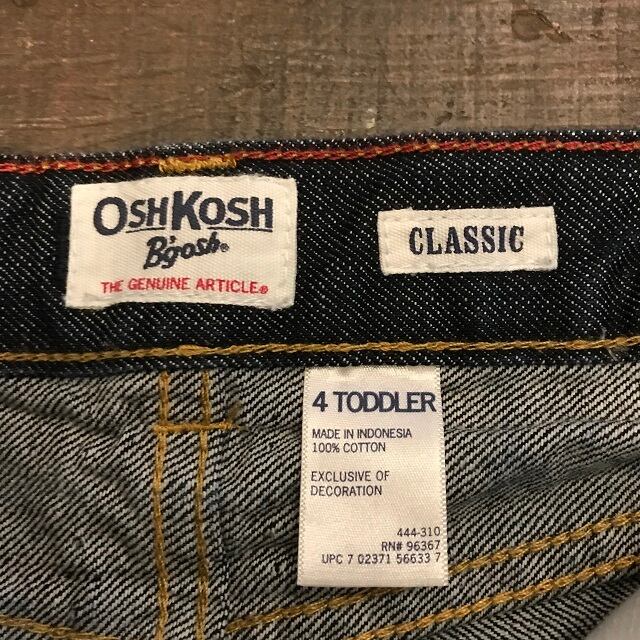 OSHKOSH
B'gosh®
THE GENUINE ARTICLE®
CLASSIC
4 TODDLER
MADE IN INDONESIA
100% COTTON
EXCLUSIVE OF
DECORATION
444-310
RN# 96367
UPC 7 02371 56633 7